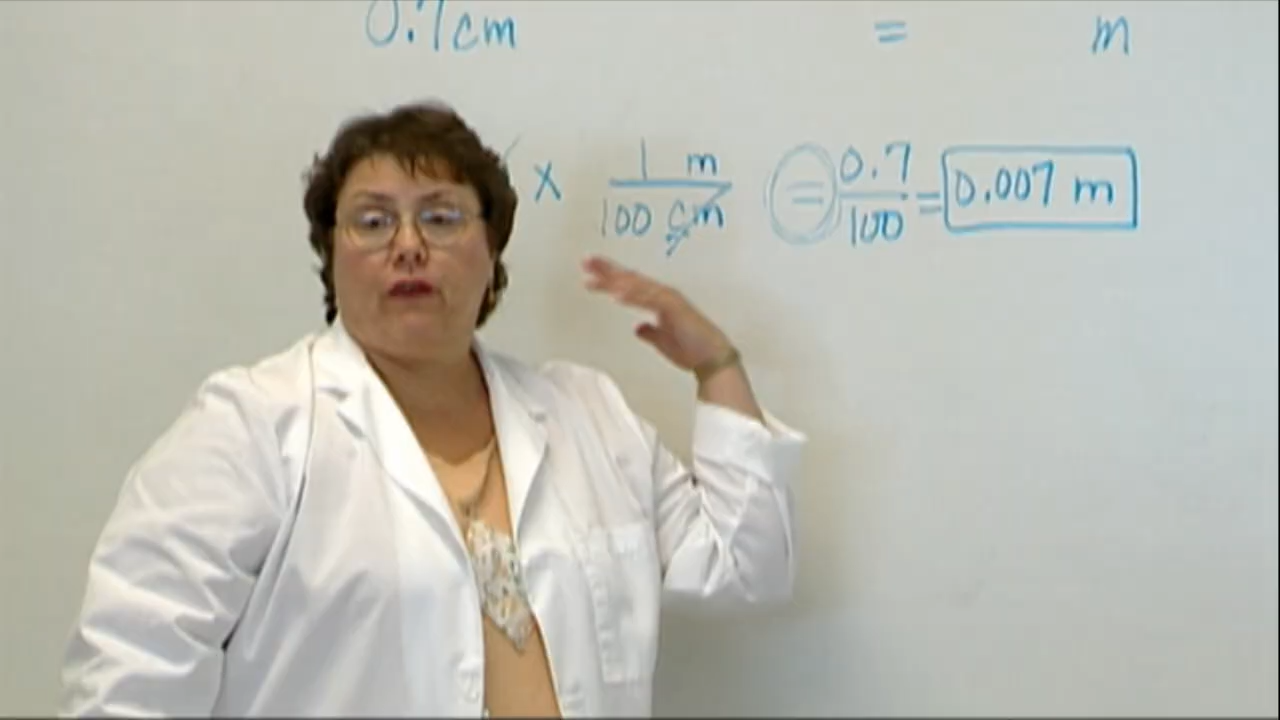 0.7cm = m
x 1 m = 0.7 = 0.007 m
100 cm 100